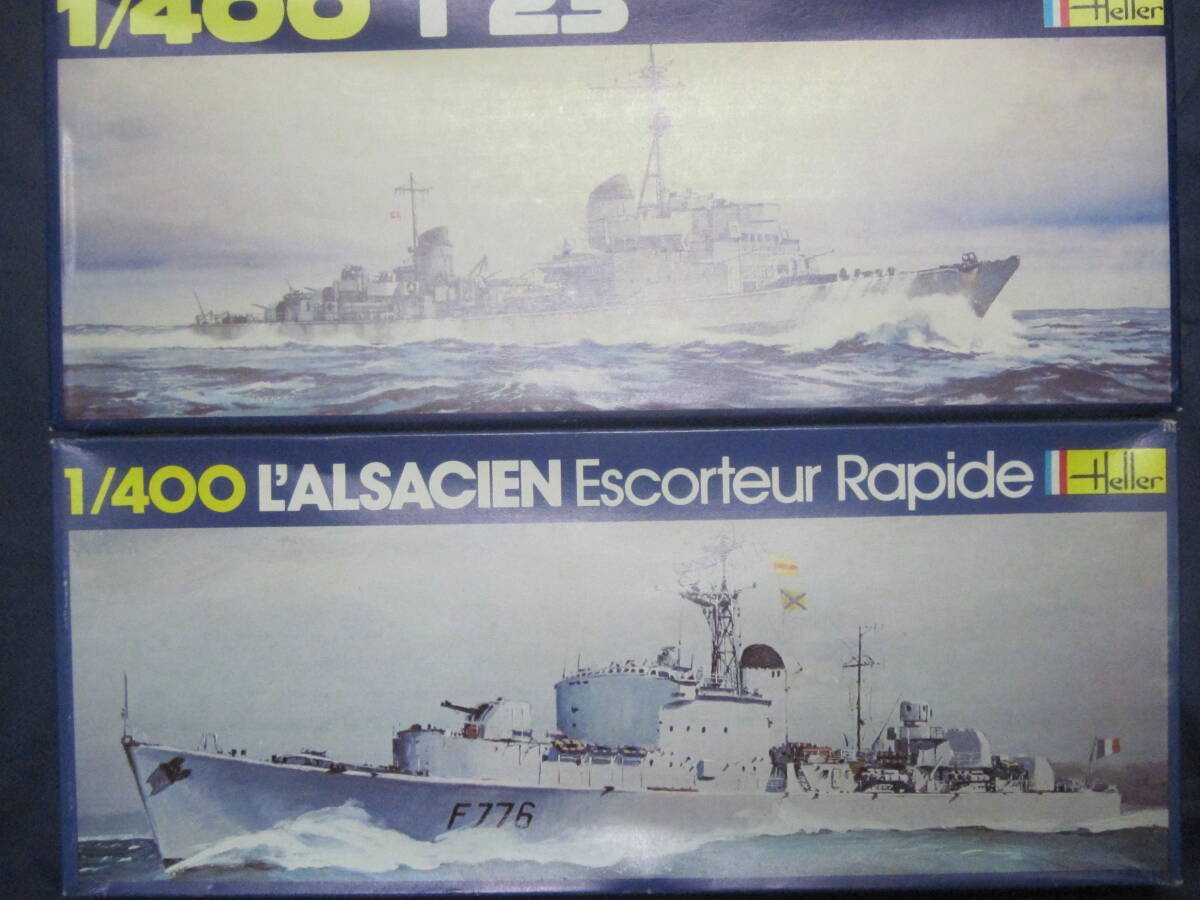 1/400 T 23 Heller
1/400 L'ALSACIEN Escorteur Rapide Heller
F776